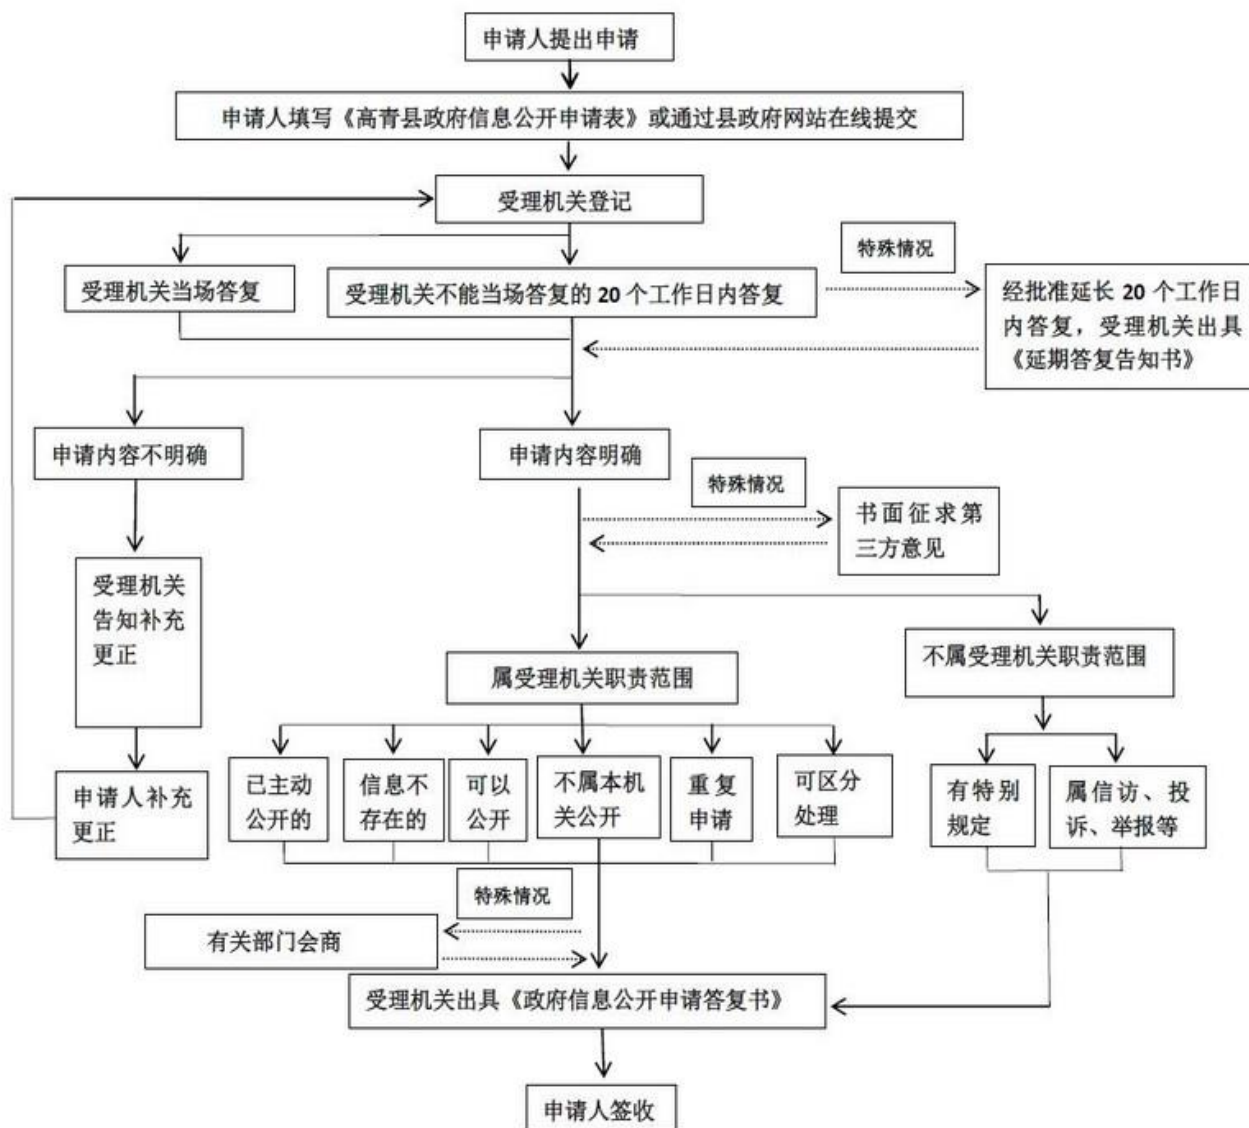 申请人提出申请
申请人填写《高青县政府信息公开申请表》或通过县政府网站在线提交
受理机关登记
特殊情况
受理机关当场答复
受理机关不能当场答复的 20 个工作日内答复
经批准延长 20 个工作日
内答复，受理机关出具
《延期答复告知书》
申请内容不明确
申请内容明确
特殊情况
书面征求第
三方意见
受理机关
告知补充
更正
属受理机关职责范围
不属受理机关职责范围
申请人补充
更正
已主动
公开的
信息不
存在的
可以
公开
不属本机
关公开
重复
申请
可区分
处理
有特别
规定
属信访、投
诉、举报等
特殊情况
有关部门会商
受理机关出具《政府信息公开申请答复书》
申请人签收